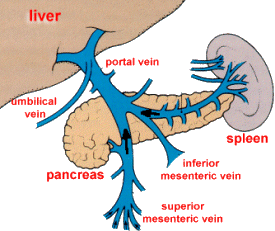 liver
portal vein
umbilical
vein
spleen
inferior
mesenteric vein
pancreas
superior
mesenteric vein